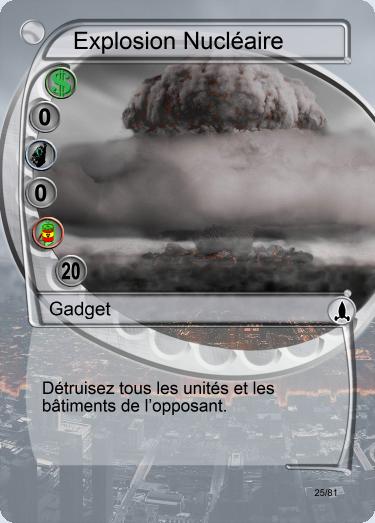 Explosion Nucléaire
$
0
0
20
Gadget
Détruisez tous les unités et les
bâtiments de l'opposant.
25/81